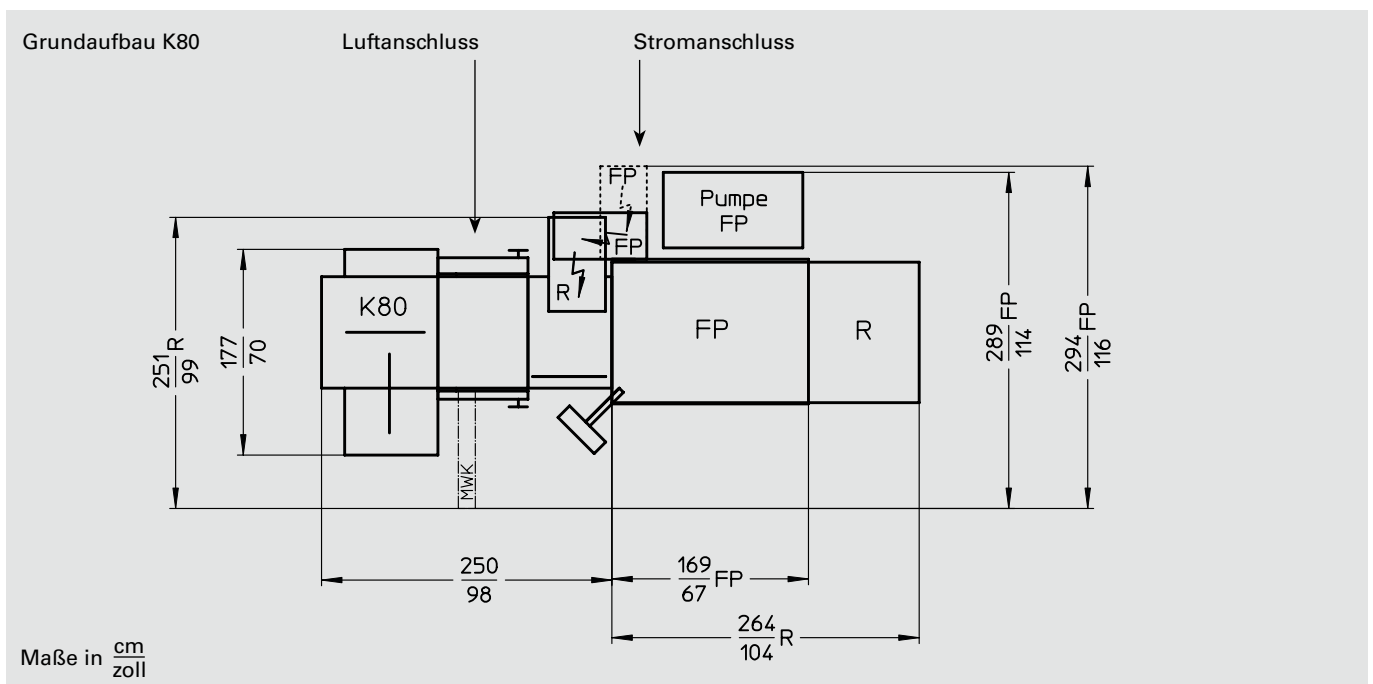 Grundaufbau K80
Luftanschluss
Stromanschluss
FP
Pumpe
FP
FP
R
K80
FP
R
251
99
R
177
70
289
114
FP
294
116
FP
MWK
250
98
169
67
FP
264
104
R
Maße in cm
zoll